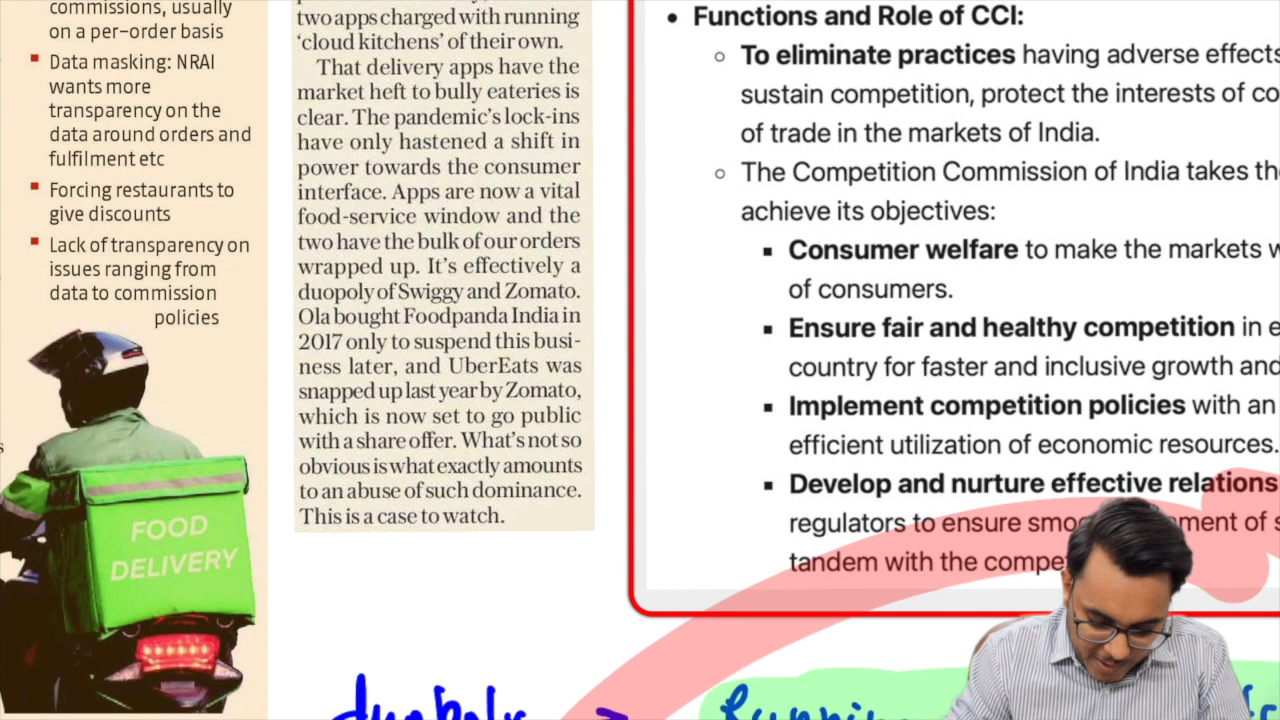 commissions, usually
on a per-order basis
Data masking: NRAI
wants more
transparency on the
data around orders and
fulfilment etc
Forcing restaurants to
give discounts
Lack of transparency on
issues ranging from
data to commission
policies
FOOD
DELIVERY
two apps charged with running
‘cloud kitchens’ of their own.
That delivery apps have the
market heft to bully eateries is
clear. The pandemic’s lock-ins
have only hastened a shift in
power towards the consumer
interface. Apps are now a vital
food-service window and the
two have the bulk of our orders
wrapped up. It’s effectively a
duopoly of Swiggy and Zomato.
Ola bought Foodpanda India in
2017 only to suspend this busi-
ness later, and UberEats was
snapped up last year by Zomato,
which is now set to go public
with a share offer. What’s not so
obvious is what exactly amounts
to an abuse of such dominance.
This is a case to watch.
• Functions and Role of CCI:
To eliminate practices having adverse effects
sustain competition, protect the interests of co
of trade in the markets of India.
The Competition Commission of India takes th
achieve its objectives:
Consumer welfare to make the markets w
of consumers.
Ensure fair and healthy competition in e
country for faster and inclusive growth and
Implement competition policies with an
efficient utilization of economic resources.
Develop and nurture effective relations
regulators to ensure smoo nment of s
tandem with the compe